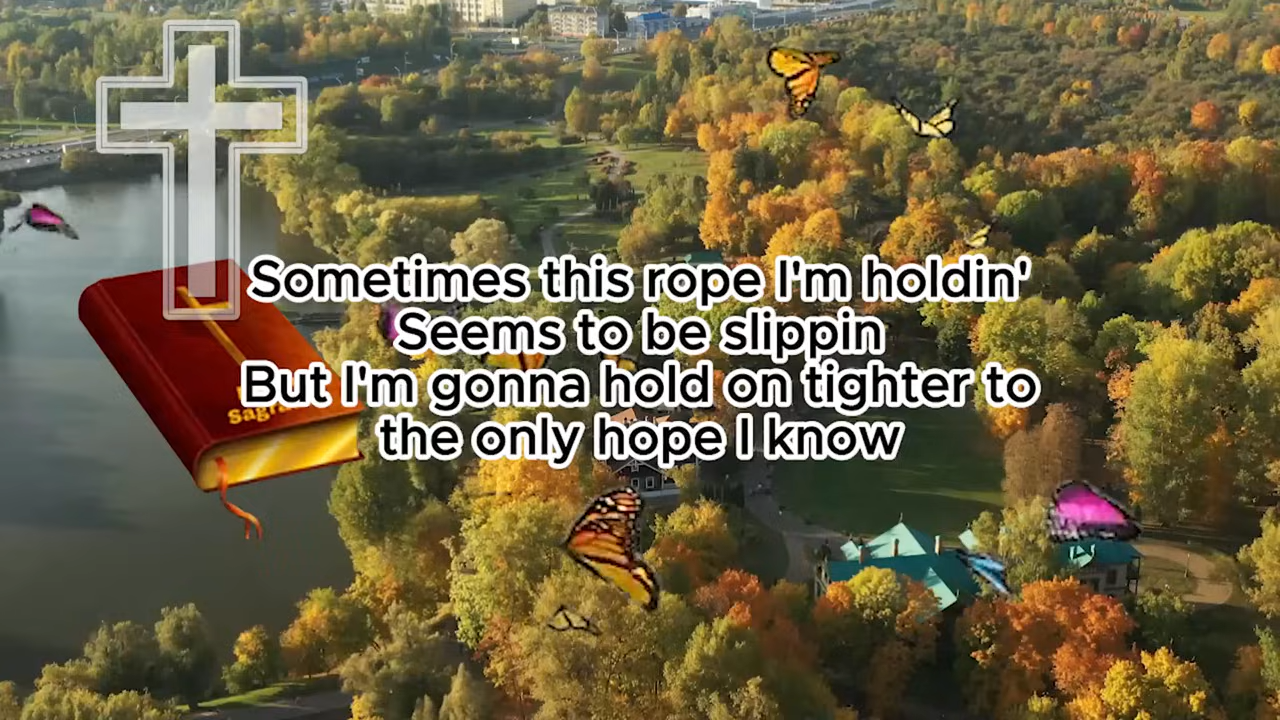 Sometimes this rope I'm holdin'
Seems to be slippin
But I'm gonna hold on tighter to
the only hope I know